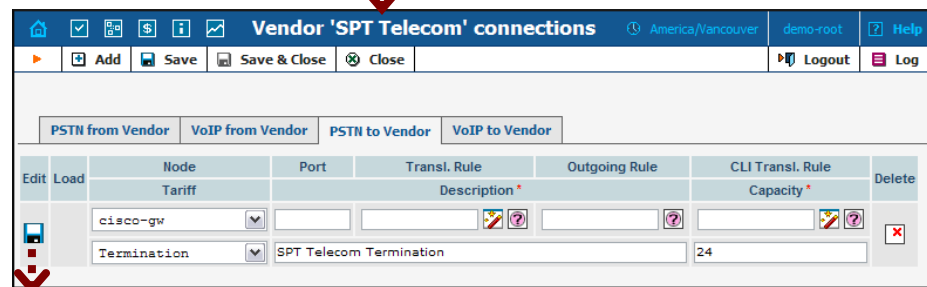 Vendor 'SPT Telecom' connections America/Vancouver demo-root ? Help
Add Save Save & Close Close Logout Log
PSTN from Vendor VoIP from Vendor PSTN to Vendor VoIP to Vendor
Edit Load Node Port Transl. Rule Outgoing Rule CLI Transl. Rule Delete
Tariff Description * Capacity *
cisco-gw ? ? ?
Termination SPT Telecom Termination 24